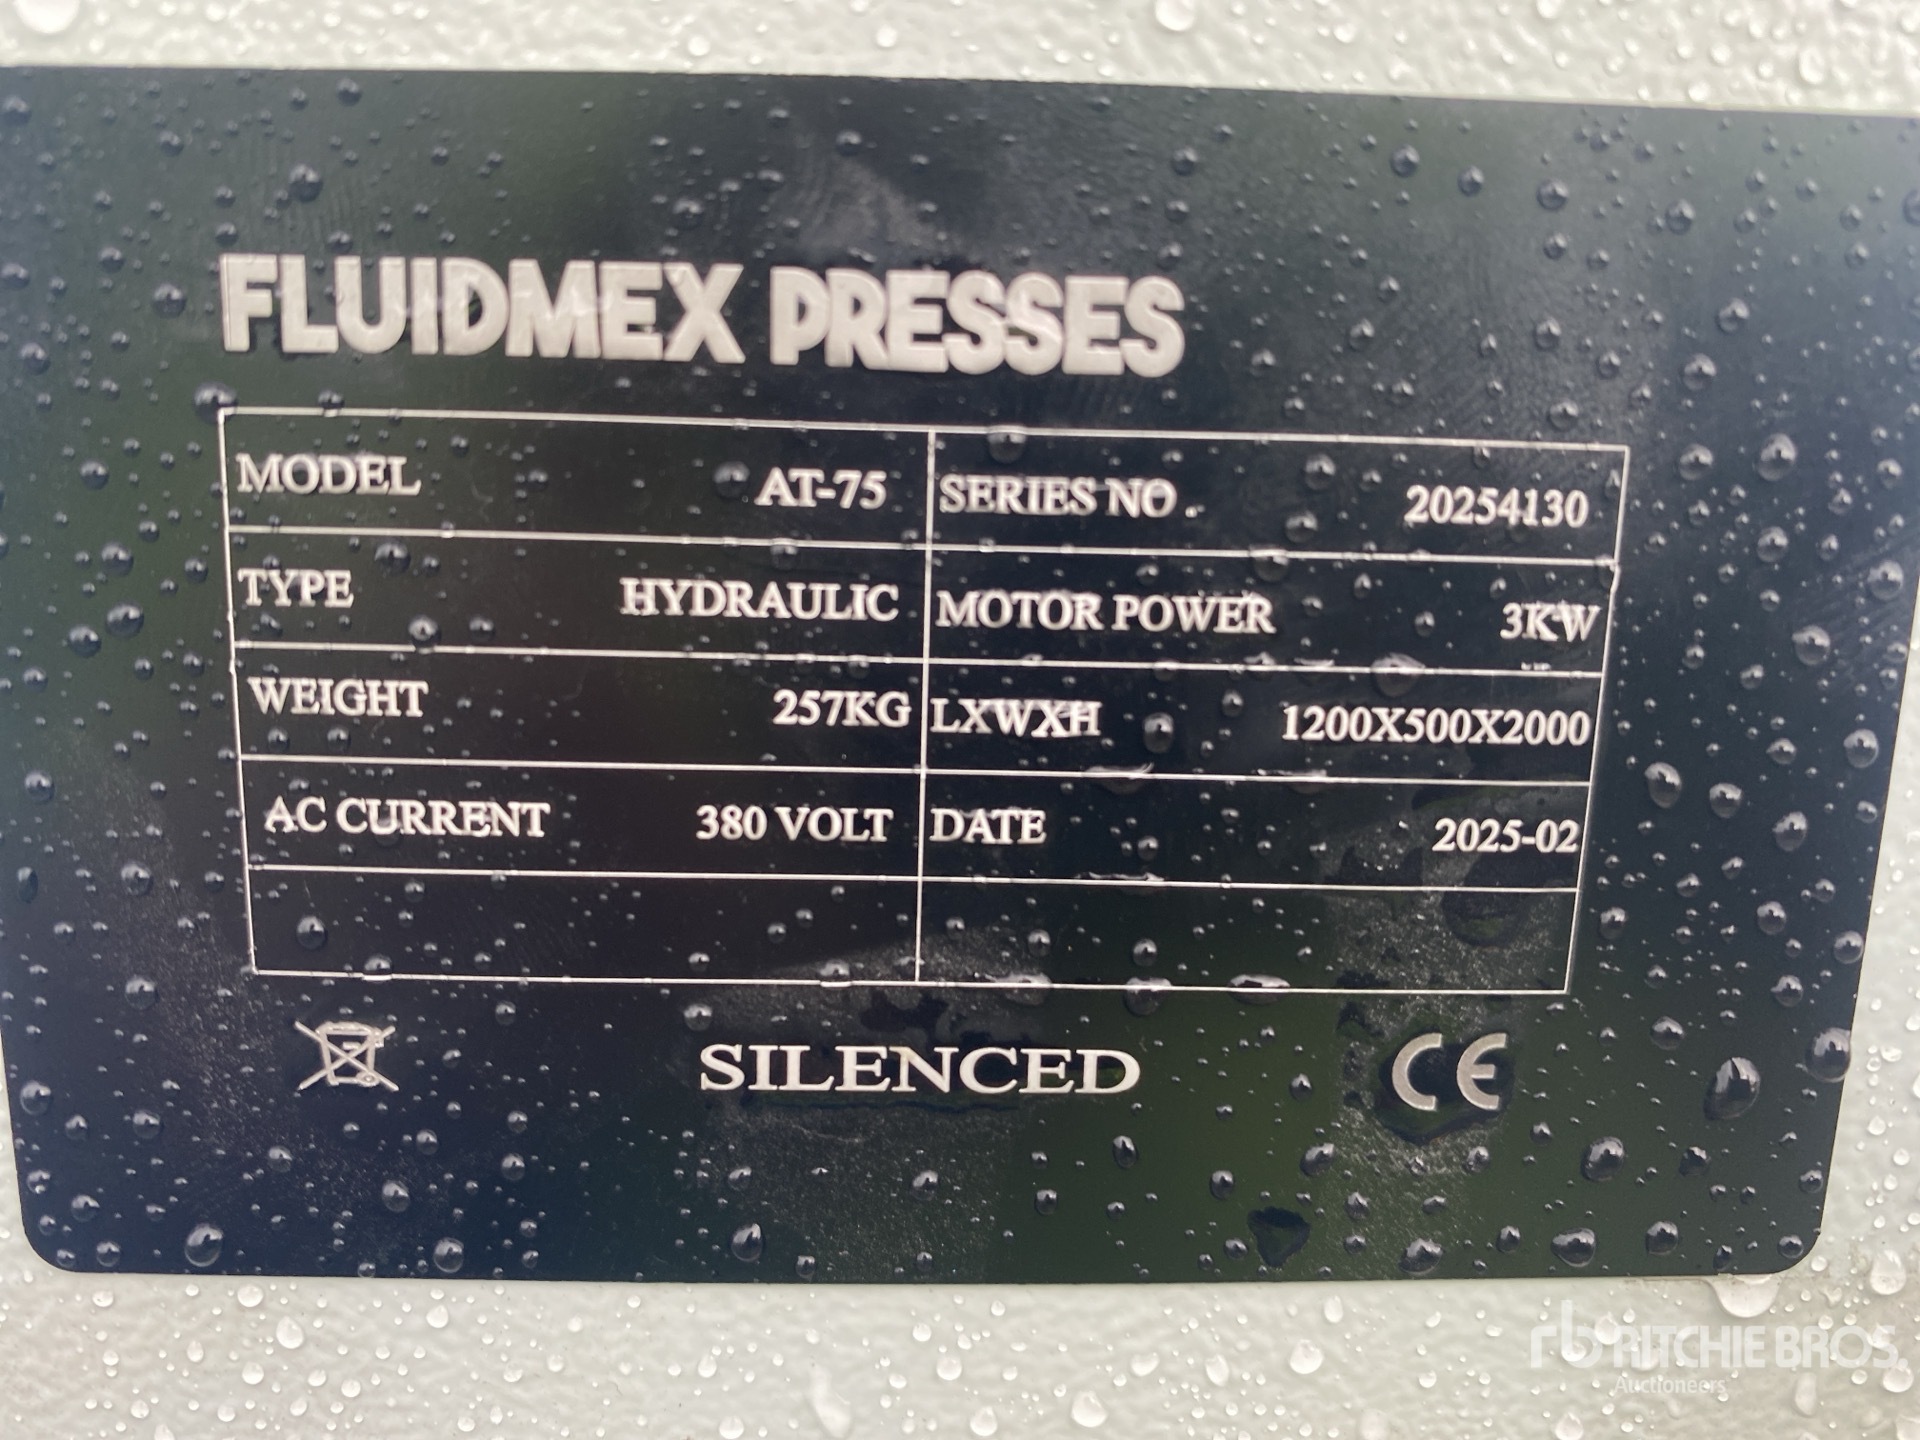 FLUIDMEX PRESSES
MODEL AT-75 SERIES NO. 20254130
TYPE HYDRAULIC MOTOR POWER 3KW
WEIGHT 257KG LXWXH 1200X500X2000
AC CURRENT 380 VOLT DATE 2025-02
SILENCED CE
rb RITCHIE BROS.
Auctioneers